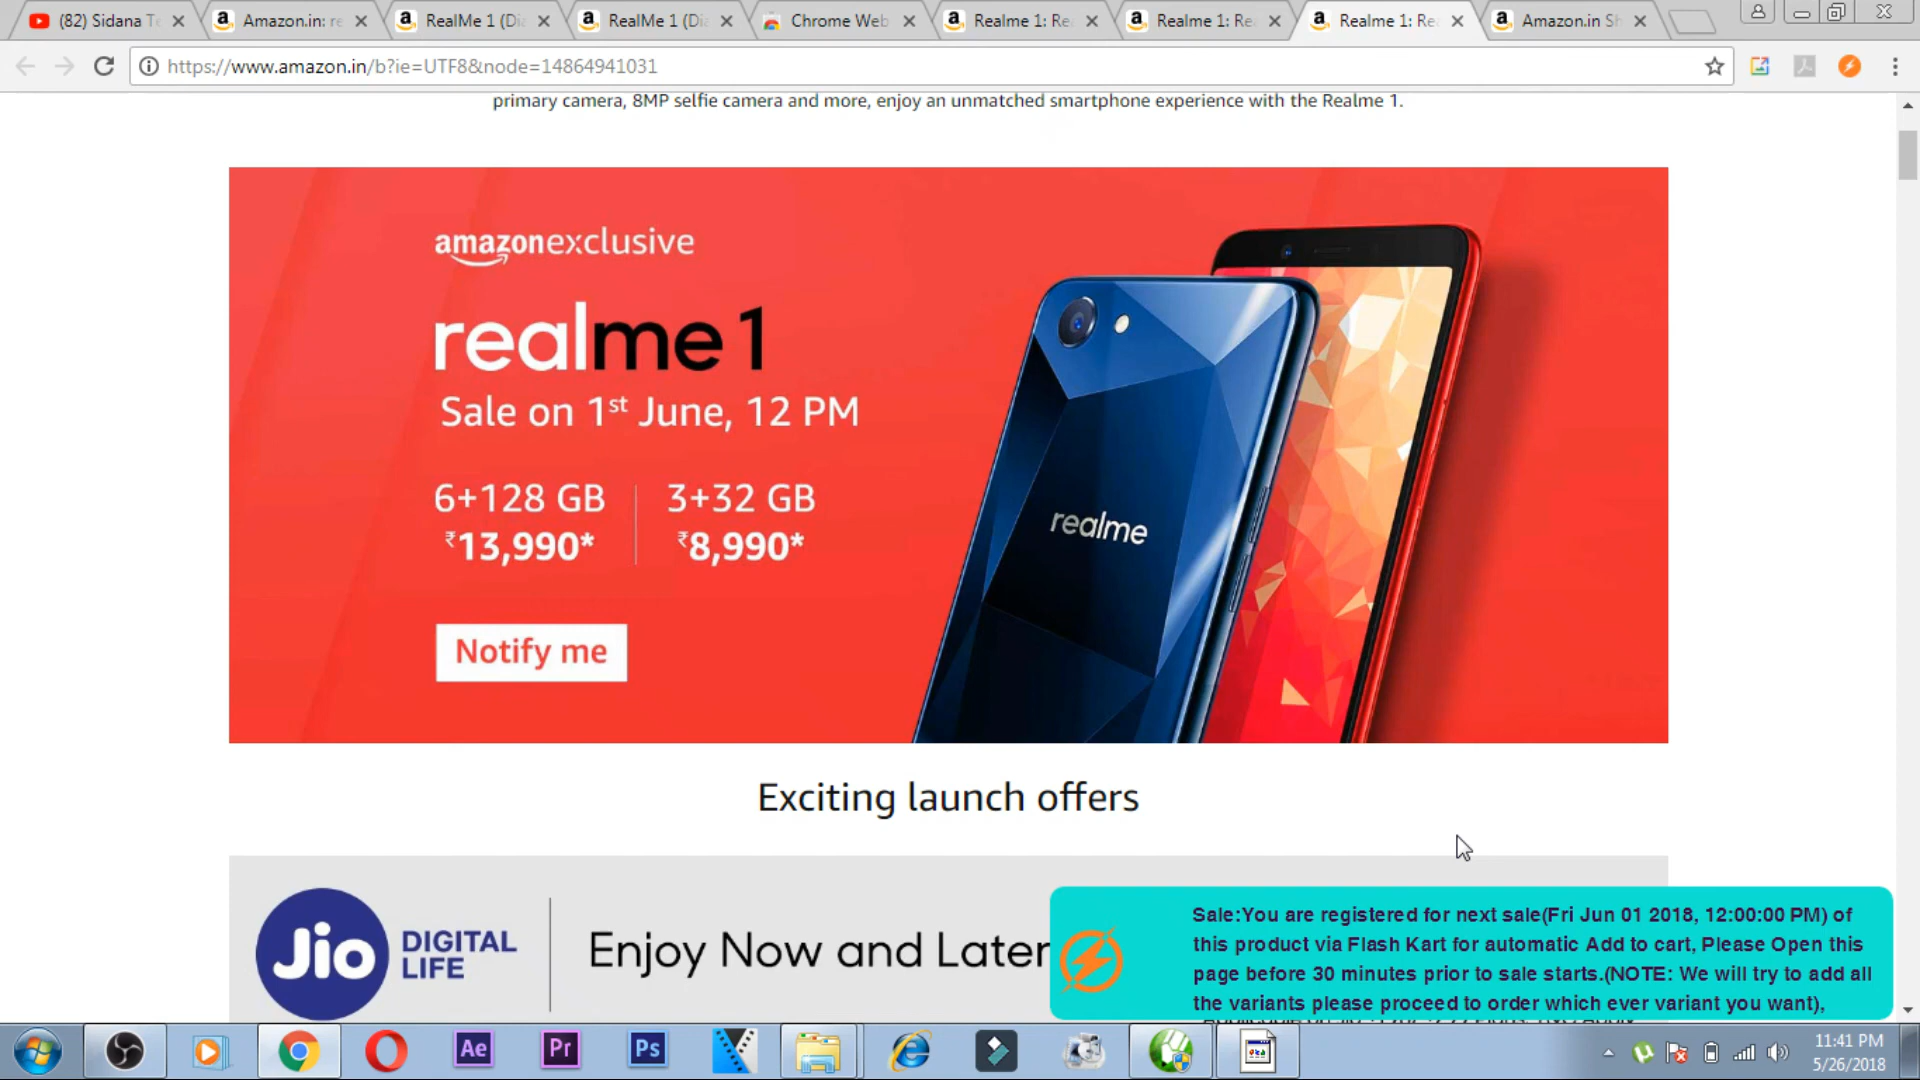 (82) Sidana Te
Amazon.in: re
RealMe 1 (Dia
RealMe 1 (Dia
Chrome Web
Realme 1: Re
Realme 1: Re
Realme 1: Re
Amazon.in Sh
https://www.amazon.in/b?ie=UTF8&node=14864941031
primary camera, 8MP selfie camera and more, enjoy an unmatched smartphone experience with the Realme 1.
amazonexclusive
realme 1
Sale on 1st June, 12 PM
6+128 GB
₹13,990*
3+32 GB
₹8,990*
Notify me
realme
Exciting launch offers
Jio
DIGITAL
LIFE
Enjoy Now and Later
Sale:You are registered for next sale(Fri Jun 01 2018, 12:00:00 PM) of
this product via Flash Kart for automatic Add to cart, Please Open this
page before 30 minutes prior to sale starts.(NOTE: We will try to add all
the variants please proceed to order which ever variant you want),
Ae
Pr
Ps
11:41 PM
5/26/2018